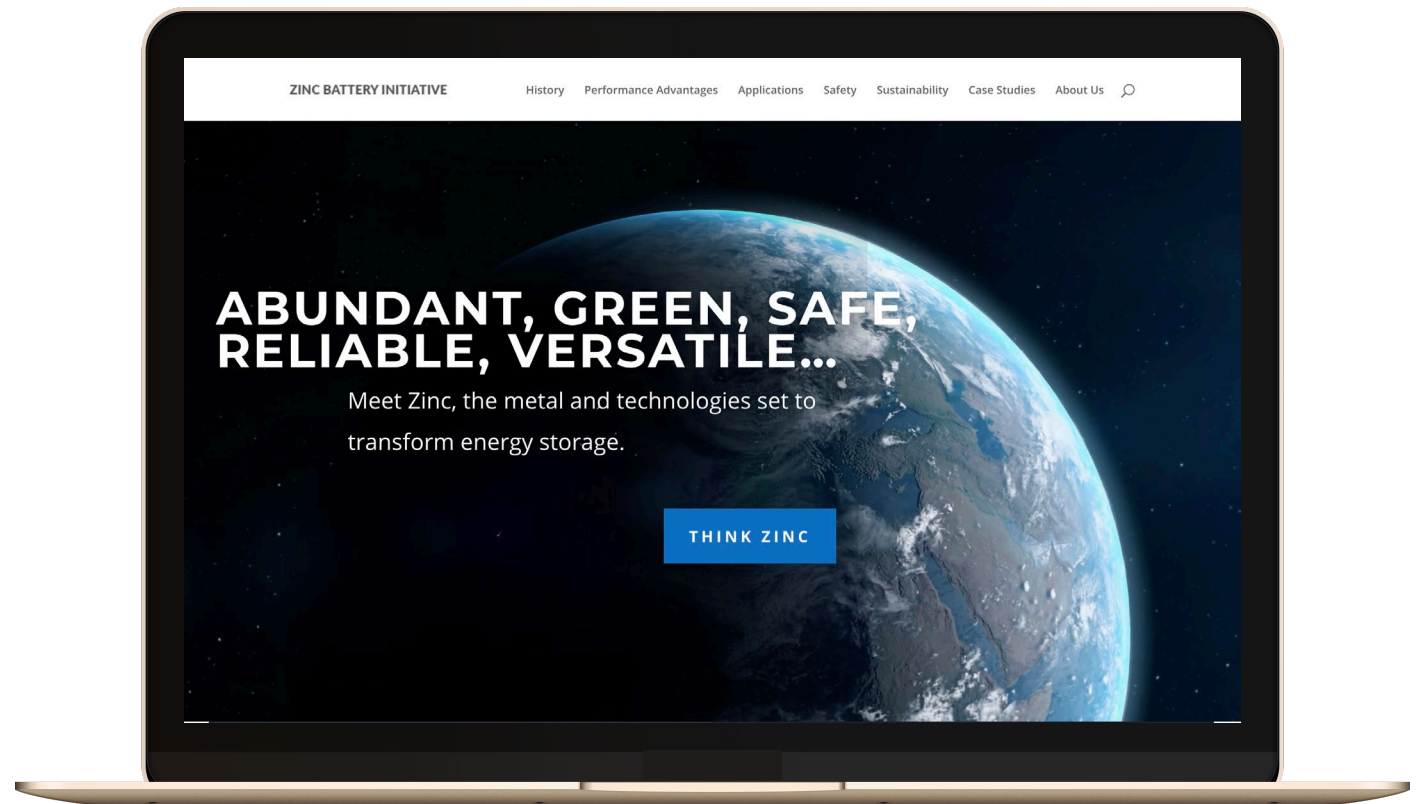 ZINC BATTERY INITIATIVE
History Performance Advantages Applications Safety Sustainability Case Studies About Us
ABUNDANT, GREEN, SAFE,
RELIABLE, VERSATILE...
Meet Zinc, the metal and technologies set to
transform energy storage.
THINK ZINC